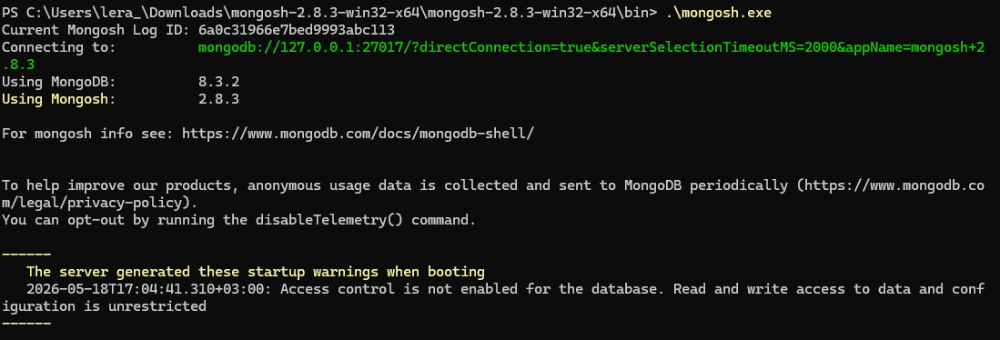 PS C:\Users\lera_\Downloads\mongosh-2.8.3-win32-x64\mongosh-2.8.3-win32-x64\bin> .\mongosh.exe
Current Mongosh Log ID: 6a0c31966e7bed9993abc113
Connecting to:          mongodb://127.0.0.1:27017/?directConnection=true&serverSelectionTimeoutMS=2000&appName=mongosh+2
.8.3
Using MongoDB:          8.3.2
Using Mongosh:          2.8.3
For mongosh info see: https://www.mongodb.com/docs/mongodb-shell/
To help improve our products, anonymous usage data is collected and sent to MongoDB periodically (https://www.mongodb.co
m/legal/privacy-policy).
You can opt-out by running the disableTelemetry() command.
------
   The server generated these startup warnings when booting
   2026-05-18T17:04:41.310+03:00: Access control is not enabled for the database. Read and write access to data and conf
iguration is unrestricted
------